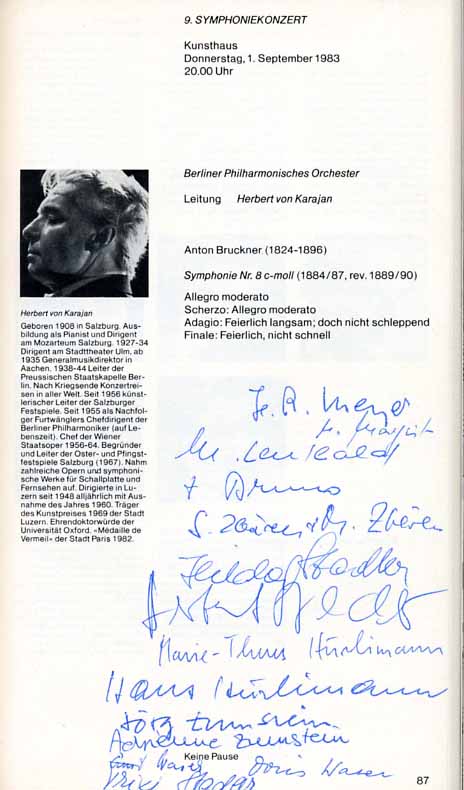 9. SYMPHONIEKONZERT
Kunsthaus
Donnerstag, 1. September 1983
20.00 Uhr
Berliner Philharmonisches Orchester
Leitung Herbert von Karajan
Anton Bruckner (1824-1896)
Symphonie Nr. 8 c-moll (1884/87, rev. 1889/90)
Allegro moderato
Scherzo: Allegro moderato
Adagio: Feierlich langsam; doch nicht schleppend
Finale: Feierlich, nicht schnell
Herbert von Karajan
Geboren 1908 in Salzburg. Aus-
bildung als Pianist und Dirigent
am Mozarteum Salzburg. 1927-34
Dirigent am Stadttheater Ulm, ab
1935 Generalmusikdirektor in
Aachen. 1938-44 Leiter der
Preussischen Staatskapelle Ber-
lin. Nach Kriegsende Konzertrei-
sen in aller Welt. Seit 1956 künst-
lerischer Leiter der Salzburger
Festspiele. Seit 1955 als Nachfol-
ger Furtwänglers Chefdirigent der
Berliner Philharmoniker (auf Le-
benszeit). Chef der Wiener
Staatsoper 1956-64. Begründer
und Leiter der Oster- und Pfingst-
festspiele Salzburg (1967). Nahm
zahlreiche Opern und symphoni-
sche Werke für Schallplatte und
Fernsehen auf. Dirigierte in Lu-
zern seit 1948 alljährlich mit Aus-
nahme des Jahres 1960. Träger
des Kunstpreises 1969 der Stadt
Luzern. Ehrendoktorwürde der
Universität Oxford. «Médaille de
Vermeil» der Stadt Paris 1982.
R. Meyer
+ Bruno
Marie-Theres Hürlimann
Hans Hürlimann
Jörg
Adrienne
Doris Waser
Keine Pause
87